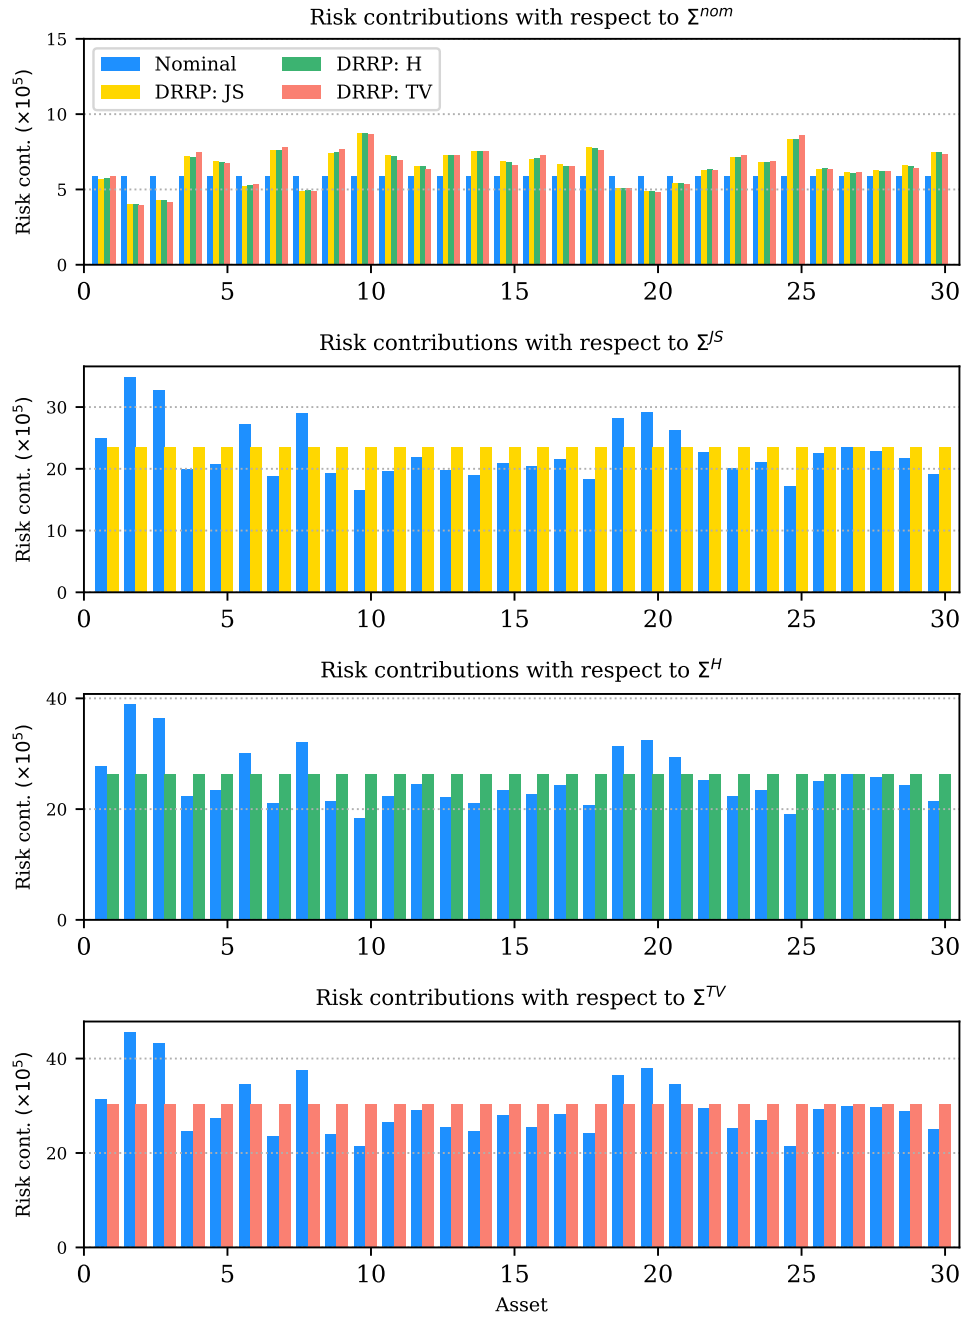 Risk contributions with respect to Σ^nom
Risk cont. (×10^5)
15
10
5
0
Nominal DRRP: H
DRRP: JS DRRP: TV
0 5 10 15 20 25 30
Risk contributions with respect to Σ^JS
Risk cont. (×10^5)
30
20
10
0
0 5 10 15 20 25 30
Risk contributions with respect to Σ^H
Risk cont. (×10^5)
40
20
0
0 5 10 15 20 25 30
Risk contributions with respect to Σ^TV
Risk cont. (×10^5)
40
20
0
0 5 10 15 20 25 30
Asset